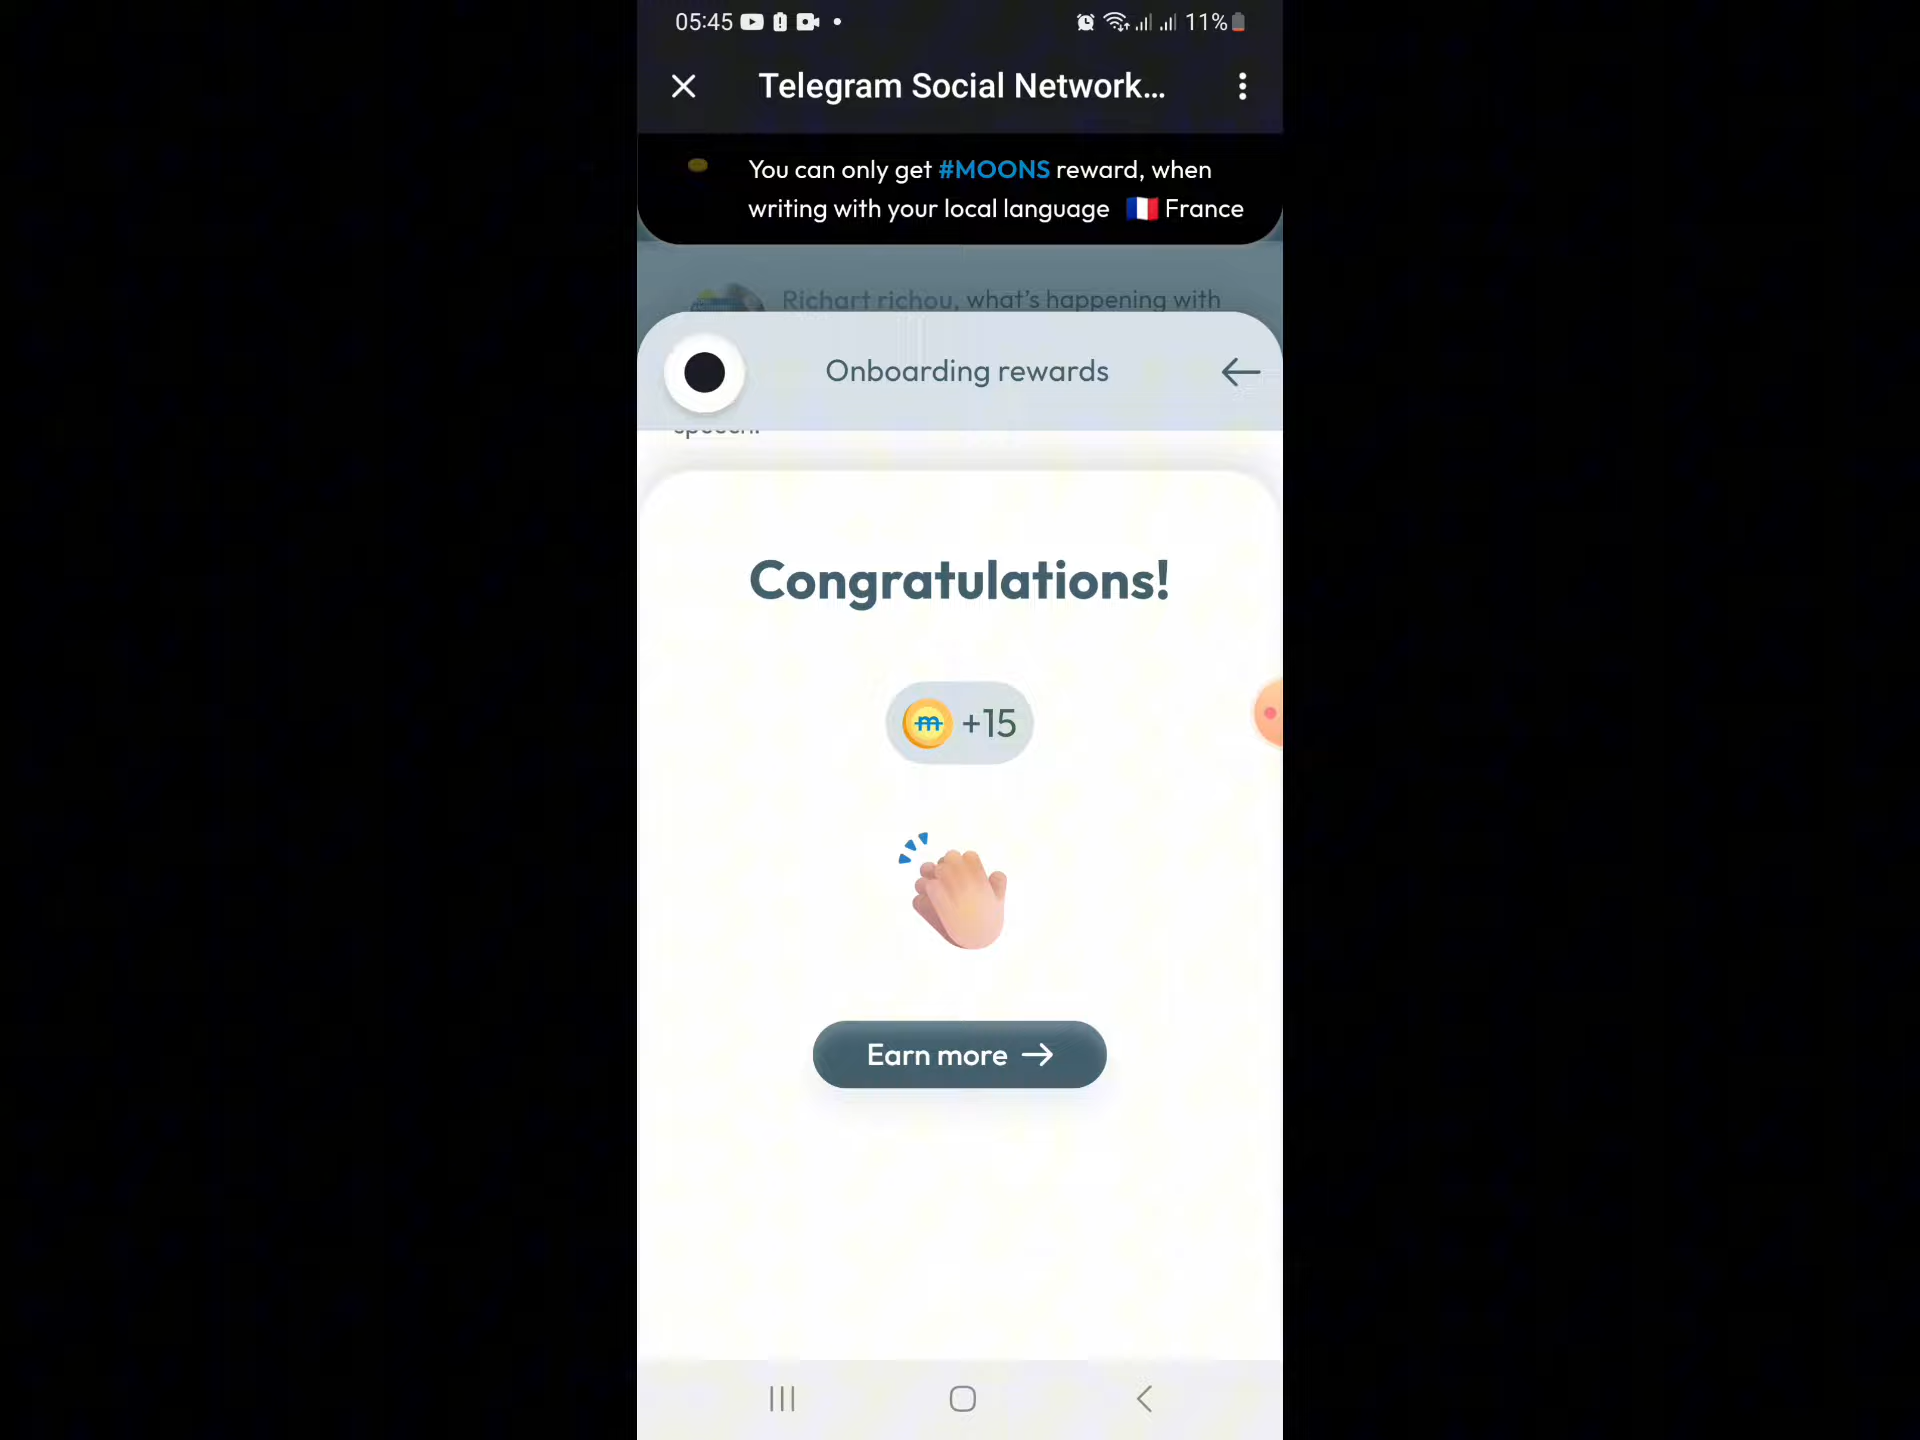 05:45
11%
Telegram Social Network...
You can only get #MOONS reward, when
writing with your local language 🇫🇷 France
Richart richou, what's happening with
Onboarding rewards
speech.
Congratulations!
m +15
Earn more →